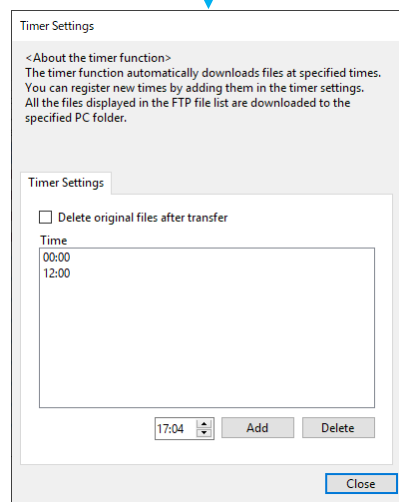 Timer Settings
<About the timer function>
The timer function automatically downloads files at specified times.
You can register new times by adding them in the timer settings.
All the files displayed in the FTP file list are downloaded to the
specified PC folder.
Timer Settings
Delete original files after transfer
Time
00:00
12:00
17:04 Add Delete
Close